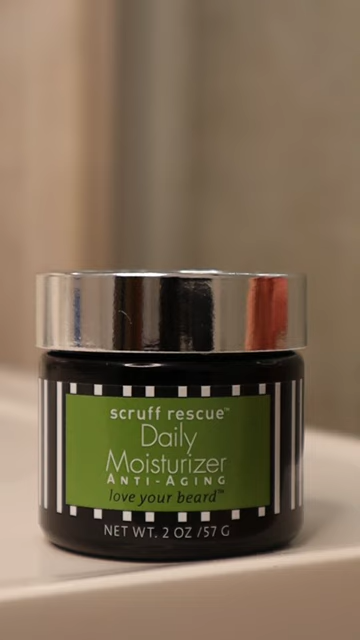 scruff rescue™
Daily
Moisturizer
ANTI-AGING
love your beard™
NET WT. 2 OZ /57 G